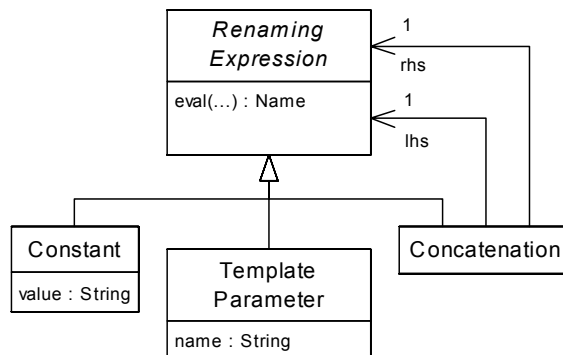 Renaming
Expression
eval(...) : Name
1
rhs
1
lhs
Constant
value : String
Template
Parameter
name : String
Concatenation